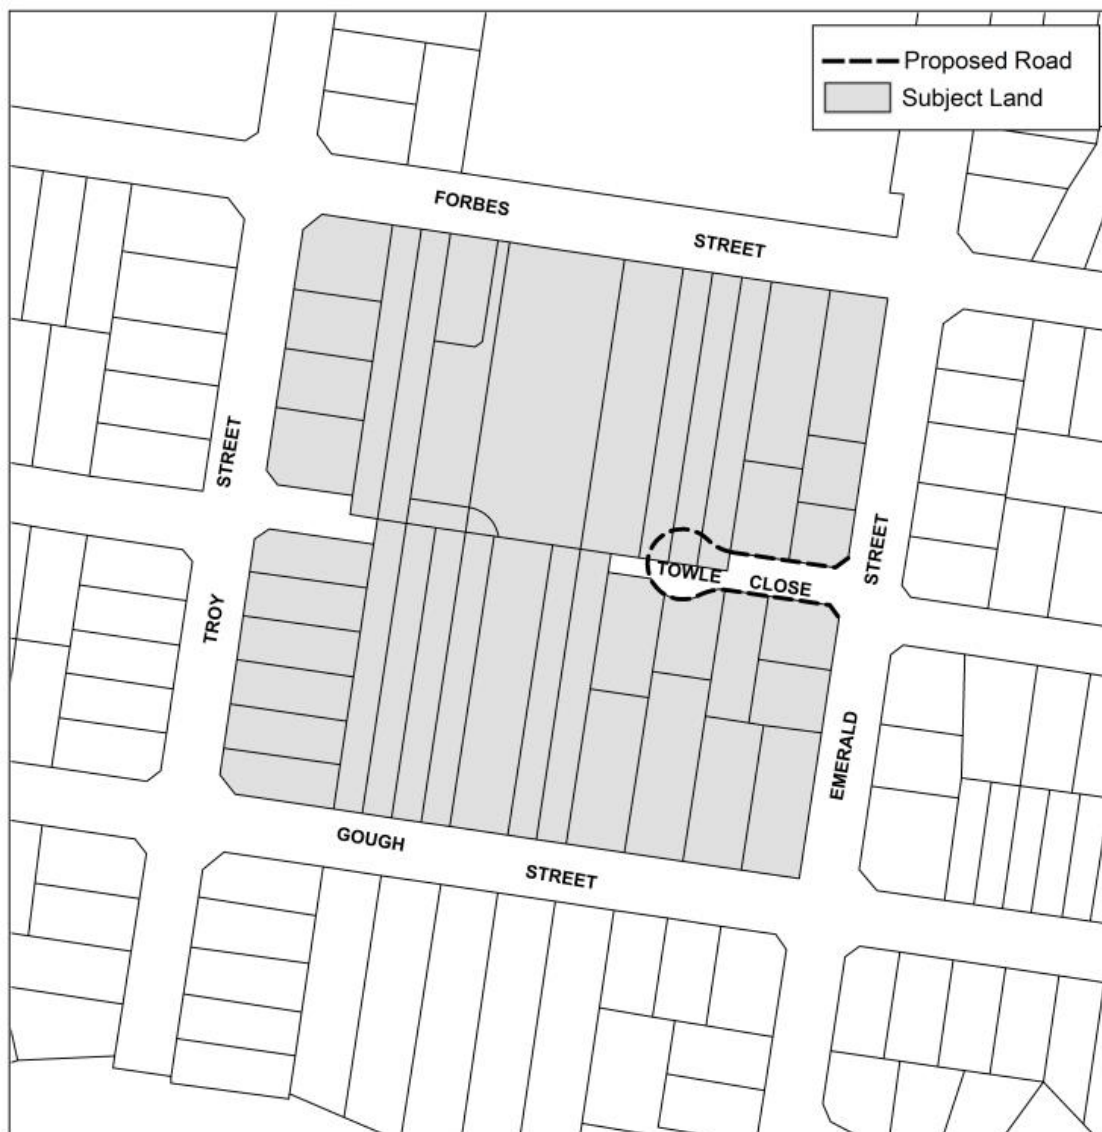 Proposed Road
Subject Land
FORBES
STREET
STREET
STREET
TOWLE
CLOSE
TROY
EMERALD
GOUGH
STREET